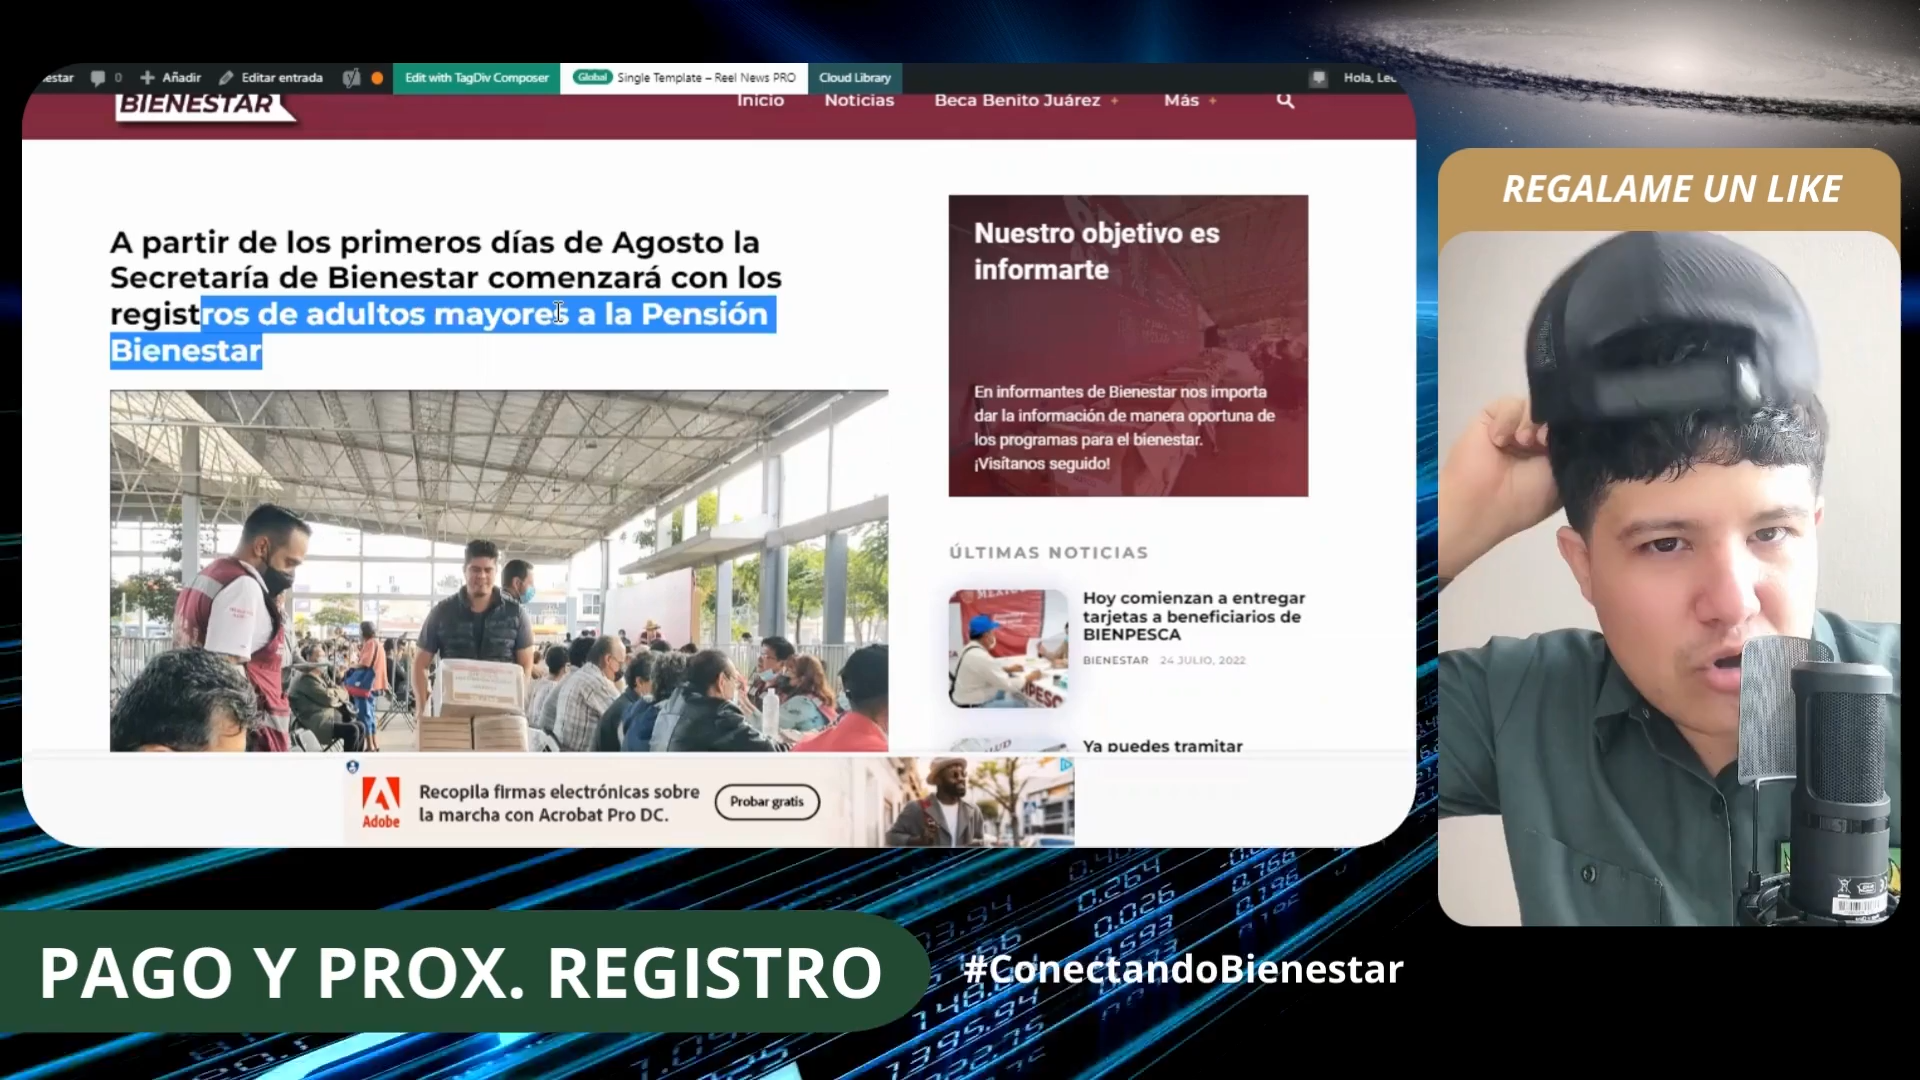 estar
0
Añadir
Editar entrada
Edit with TagDiv Composer
Global
Single Template – Reel News PRO
Cloud Library
Hola, Leo
BIENESTAR
Inicio
Noticias
Beca Benito Juárez +
Más +
A partir de los primeros días de Agosto la
Secretaría de Bienestar comenzará con los
registros de adultos mayores a la Pensión
Bienestar
Nuestro objetivo es
informarte
En informantes de Bienestar nos importa
dar la información de manera oportuna de
los programas para el bienestar.
¡Visítanos seguido!
ÚLTIMAS NOTICIAS
Hoy comienzan a entregar
tarjetas a beneficiarios de
BIENPESCA
BIENESTAR 24 JULIO, 2022
Ya puedes tramitar
Adobe
Recopila firmas electrónicas sobre
la marcha con Acrobat Pro DC.
Probar gratis
REGALAME UN LIKE
PAGO Y PROX. REGISTRO
#ConectandoBienestar